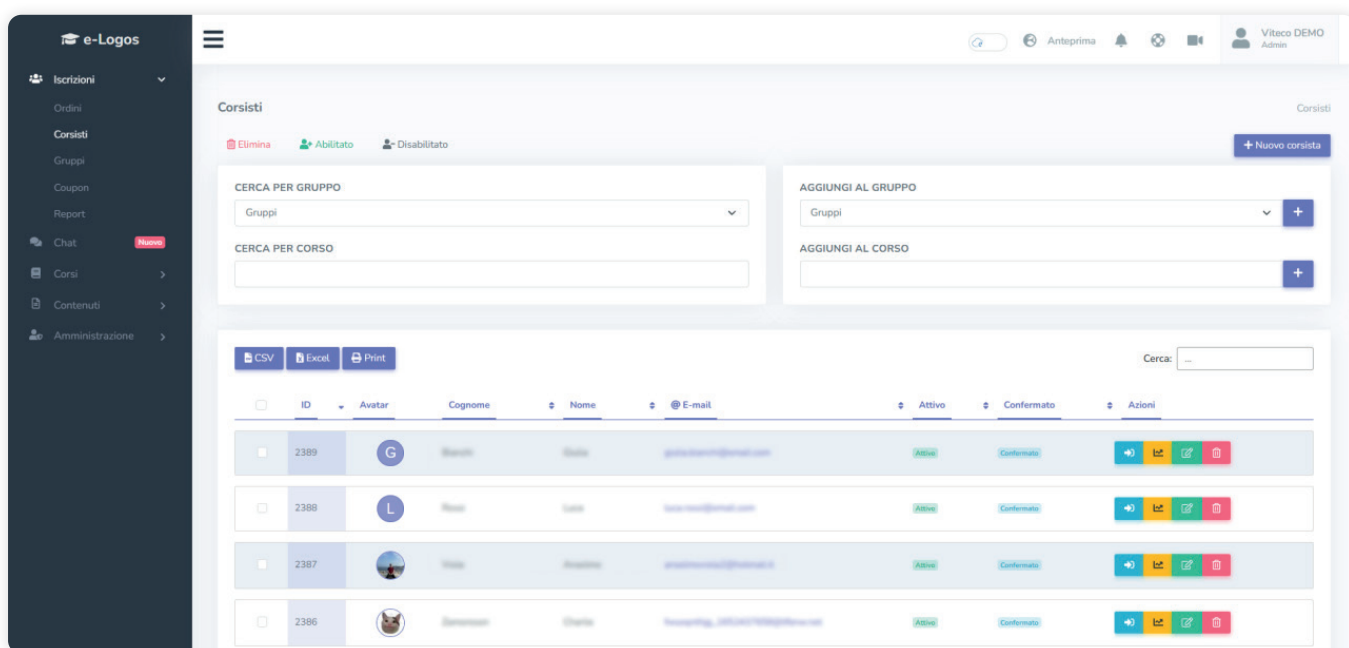 e-Logos
Anteprima
Viteco DEMO
Admin
Iscrizioni
Ordini
Corsisti
Gruppi
Coupon
Report
Chat Nuovo
Corsi
Contenuti
Amministrazione
Corsisti
Corsisti
Elimina Abilitato Disabilitato
+ Nuovo corsista
CERCA PER GRUPPO
Gruppi
CERCA PER CORSO
AGGIUNGI AL GRUPPO
Gruppi
+
AGGIUNGI AL CORSO
+
CSV Excel Print
Cerca: ...
ID Avatar Cognome Nome @ E-mail Attivo Confermato Azioni
2389 G Attivo Confermato
2388 L Attivo Confermato
2387 Attivo Confermato
2386 Attivo Confermato